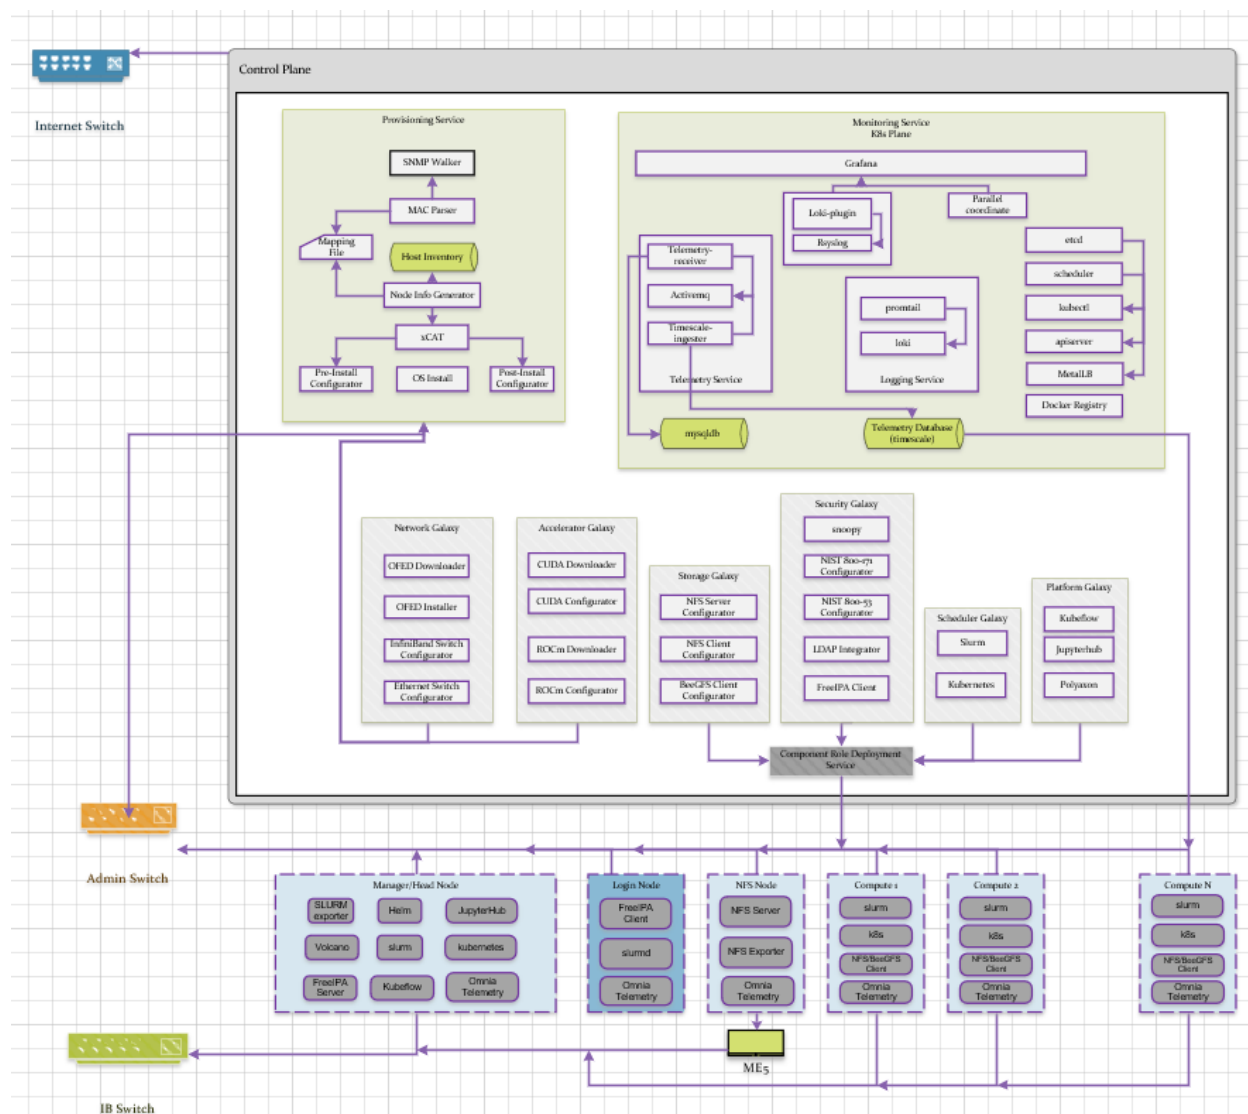 Internet Switch
Control Plane
Provisioning Service
SNMP Walker
MAC Parser
Mapping
File
Host Inventory
Node Info Generator
xCAT
Pre-Install
Configurator
OS Install
Post-Install
Configurator
Monitoring Service
K8s Plane
Grafana
Loki-plugin
Rsyslog
Parallel
coordinate
Telemetry-
receiver
Activemq
Timescale-
ingester
Telemetry Service
promtail
loki
Logging Service
etcd
scheduler
kubectl
apiserver
MetalLB
Docker Registry
mysqldb
Telemetry Database
(timescale)
Network Galaxy
OFED Downloader
OFED Installer
InfiniBand Switch
Configurator
Ethernet Switch
Configurator
Accelerator Galaxy
CUDA Downloader
CUDA Configurator
ROCm Downloader
ROCm Configurator
Storage Galaxy
NFS Server
Configurator
NFS Client
Configurator
BeeGFS Client
Configurator
Security Galaxy
snoopy
NIST 800-171
Configurator
NIST 800-53
Configurator
LDAP Integrator
FreeIPA Client
Scheduler Galaxy
Slurm
Kubernetes
Platform Galaxy
Kubeflow
Jupyterhub
Polyaxon
Component Role Deployment
Service
Admin Switch
Manager/Head Node
SLURM
exporter
Helm
JupyterHub
Volcano
slurm
kubernetes
FreeIPA
Server
Kubeflow
Omnia
Telemetry
Login Node
FreeIPA
Client
slurmd
Omnia
Telemetry
NFS Node
NFS Server
NFS Exporter
Omnia
Telemetry
Compute 1
slurm
k8s
NFS/BeeGFS
Client
Omnia
Telemetry
Compute 2
slurm
k8s
NFS/BeeGFS
Client
Omnia
Telemetry
Compute N
slurm
k8s
NFS/BeeGFS
Client
Omnia
Telemetry
ME5
IB Switch